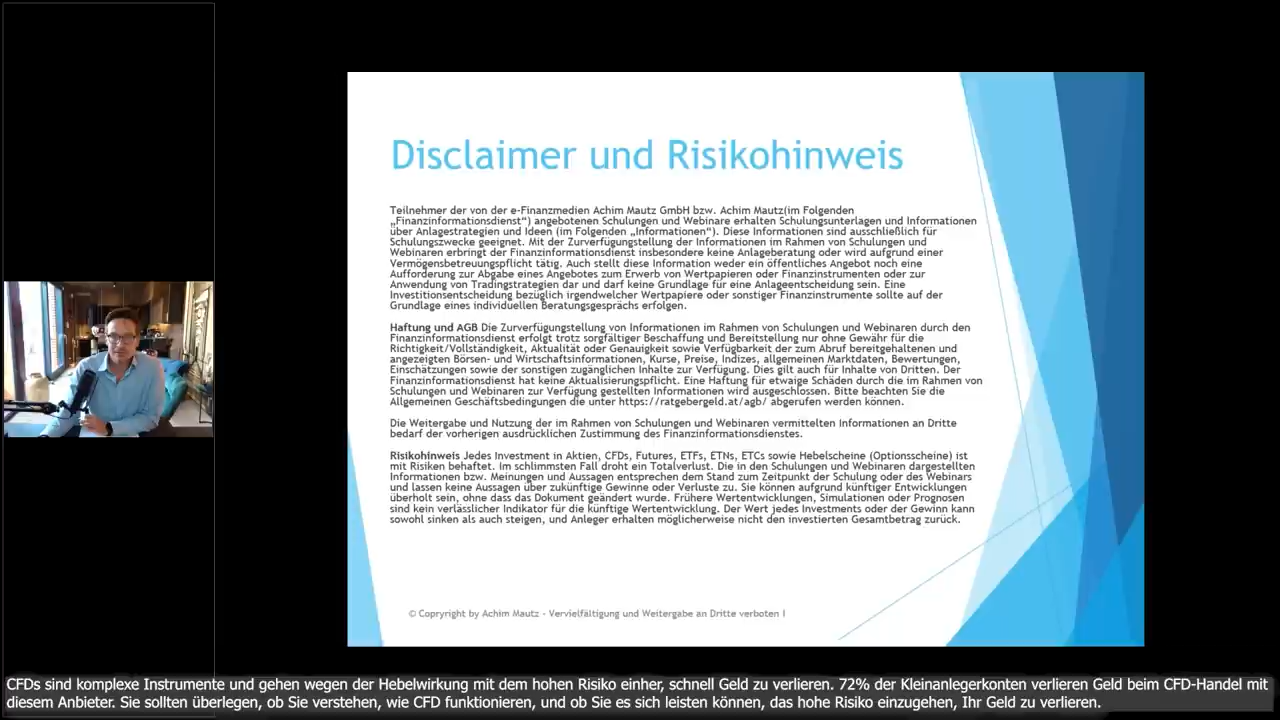 Disclaimer und Risikohinweis
Teilnehmer der von der e-Finanzmedien Achim Mautz GmbH bzw. Achim Mautz(im Folgenden
„Finanzinformationsdienst“) angebotenen Schulungen und Webinare erhalten Schulungsunterlagen und Informationen
über Anlagestrategien und Ideen (im Folgenden „Informationen“). Diese Informationen sind ausschließlich für
Schulungszwecke geeignet. Mit der Zurverfügungstellung der Informationen im Rahmen von Schulungen und
Webinaren erbringt der Finanzinformationsdienst insbesondere keine Anlageberatung oder wird aufgrund einer
Vermögensbetreuungspflicht tätig. Auch stellt diese Information weder ein öffentliches Angebot noch eine
Aufforderung zur Abgabe eines Angebotes zum Erwerb von Wertpapieren oder Finanzinstrumenten oder zur
Anwendung von Tradingstrategien dar und darf keine Grundlage für eine Anlageentscheidung sein. Eine
Investitionsentscheidung bezüglich irgendwelcher Wertpapiere oder sonstiger Finanzinstrumente sollte auf der
Grundlage eines individuellen Beratungsgesprächs erfolgen.
Haftung und AGB Die Zurverfügungstellung von Informationen im Rahmen von Schulungen und Webinaren durch den
Finanzinformationsdienst erfolgt trotz sorgfältiger Beschaffung und Bereitstellung nur ohne Gewähr für die
Richtigkeit/Vollständigkeit, Aktualität oder Genauigkeit sowie Verfügbarkeit der zum Abruf bereitgehaltenen und
angezeigten Börsen- und Wirtschaftsinformationen, Kurse, Preise, Indizes, allgemeinen Marktdaten, Bewertungen,
Einschätzungen sowie der sonstigen zugänglichen Inhalte zur Verfügung. Dies gilt auch für Inhalte von Dritten. Der
Finanzinformationsdienst hat keine Aktualisierungspflicht. Eine Haftung für etwaige Schäden durch die im Rahmen von
Schulungen und Webinaren zur Verfügung gestellten Informationen wird ausgeschlossen. Bitte beachten Sie die
Allgemeinen Geschäftsbedingungen die unter https://ratgebergeld.at/agb/ abgerufen werden können.
Die Weitergabe und Nutzung der im Rahmen von Schulungen und Webinaren vermittelten Informationen an Dritte
bedarf der vorherigen ausdrücklichen Zustimmung des Finanzinformationsdienstes.
Risikohinweis Jedes Investment in Aktien, CFDs, Futures, ETFs, ETNs, ETCs sowie Hebelscheine (Optionsscheine) ist
mit Risiken behaftet. Im schlimmsten Fall droht ein Totalverlust. Die in den Schulungen und Webinaren dargestellten
Informationen bzw. Meinungen und Aussagen entsprechen dem Stand zum Zeitpunkt der Schulung oder des Webinars
und lassen keine Aussagen über zukünftige Gewinne oder Verluste zu. Sie können aufgrund künftiger Entwicklungen
überholt sein, ohne dass das Dokument geändert wurde. Frühere Wertentwicklungen, Simulationen oder Prognosen
sind kein verlässlicher Indikator für die künftige Wertentwicklung. Der Wert jedes Investments oder der Gewinn kann
sowohl sinken als auch steigen, und Anleger erhalten möglicherweise nicht den investierten Gesamtbetrag zurück.
© Copryright by Achim Mautz - Vervielfältigung und Weitergabe an Dritte verboten !
CFDs sind komplexe Instrumente und gehen wegen der Hebelwirkung mit dem hohen Risiko einher, schnell Geld zu verlieren. 72% der Kleinanlegerkonten verlieren Geld beim CFD-Handel mit
diesem Anbieter. Sie sollten überlegen, ob Sie verstehen, wie CFD funktionieren, und ob Sie es sich leisten können, das hohe Risiko einzugehen, Ihr Geld zu verlieren.